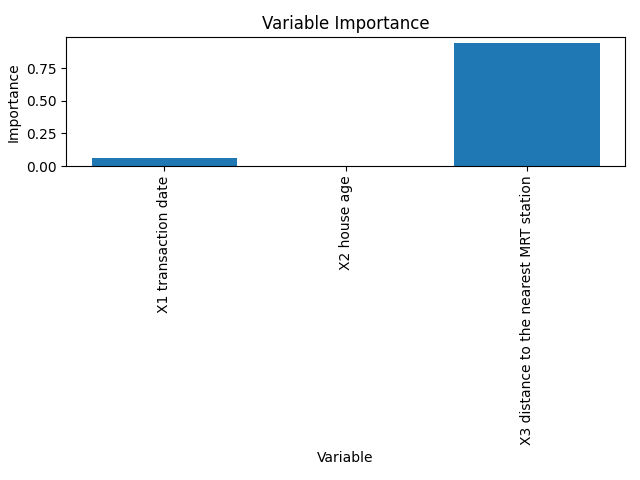 Variable Importance
Importance
0.75
0.50
0.25
0.00
X1 transaction date
X2 house age
X3 distance to the nearest MRT station
Variable